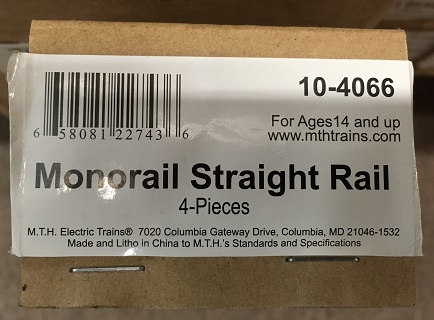 10-4066
For Ages14 and up
www.mthtrains.com
6 58081 22743 6
Monorail Straight Rail
4-Pieces
M.T.H. Electric Trains® 7020 Columbia Gateway Drive, Columbia, MD 21046-1532
Made and Litho in China to M.T.H.'s Standards and Specifications